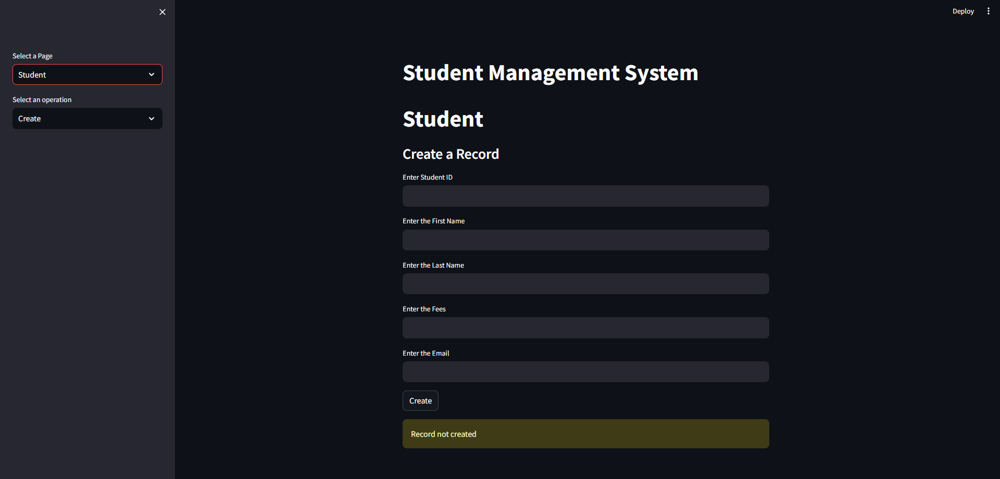 Deploy
Select a Page
Student
Select an operation
Create
Student Management System
Student
Create a Record
Enter Student ID
Enter the First Name
Enter the Last Name
Enter the Fees
Enter the Email
Create
Record not created